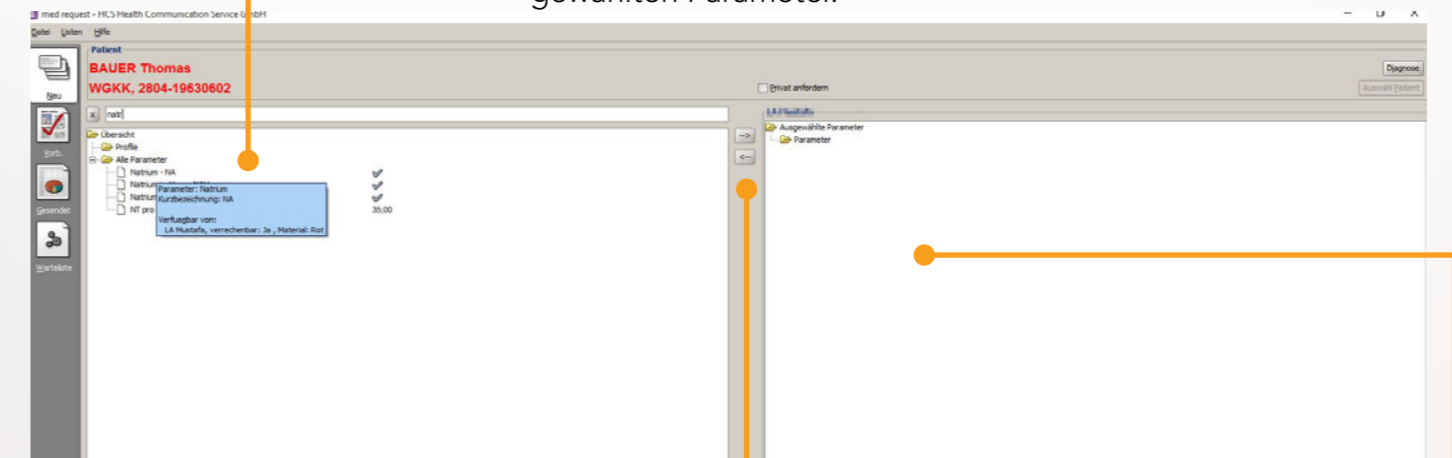 gewählten Parameter.
med request - HCS Health Communication Service GmbH
Datei Listen Hilfe
Patient
BAUER Thomas
WGKK, 2804-19630602
Privat anfordern
Diagnose
Auswahl Patient
Neu
Vorb.
Gesendet
Warteliste
x natr
Übersicht
Profile
Alle Parameter
Natrium - NA
Natrium
Natrium
NT pro 35,00
Parameter: Natrium
Kurzbezeichnung: NA
Verfuegbar von:
LA Mustafa, verrechenbar: Ja , Material: Rot
-->
<--
Ausgewählte Parameter
Parameter